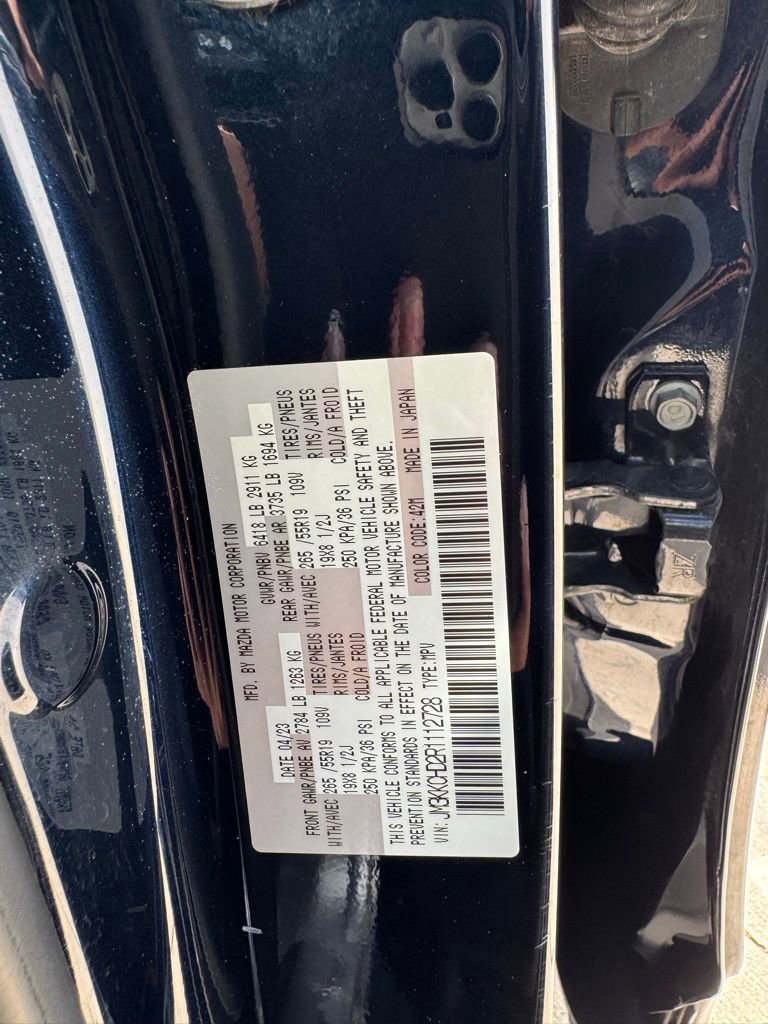 MFD. BY MAZDA MOTOR CORPORATION
DATE 04/23 GVWR/PNBV 6418 LB 2911 KG
FRONT GAWR/PNBE AV 2784 LB 1263 KG REAR GAWR/PNBE AR 3735 LB 1694 KG
WITH/AVEC 265 /55R19 109V TIRES/PNEUS WITH/AVEC 265 /55R19 109V TIRES/PNEUS
19X8 1/2J RIMS/JANTES 19X8 1/2J RIMS/JANTES
250 KPA/36 PSI COLD/A FROID 250 KPA/36 PSI COLD/A FROID
THIS VEHICLE CONFORMS TO ALL APPLICABLE FEDERAL MOTOR VEHICLE SAFETY AND THEFT
PREVENTION STANDARDS IN EFFECT ON THE DATE OF MANUFACTURE SHOWN ABOVE.
COLOR CODE:42M MADE IN JAPAN
VIN: JM3KKCHD2R1112728 TYPE:MPV